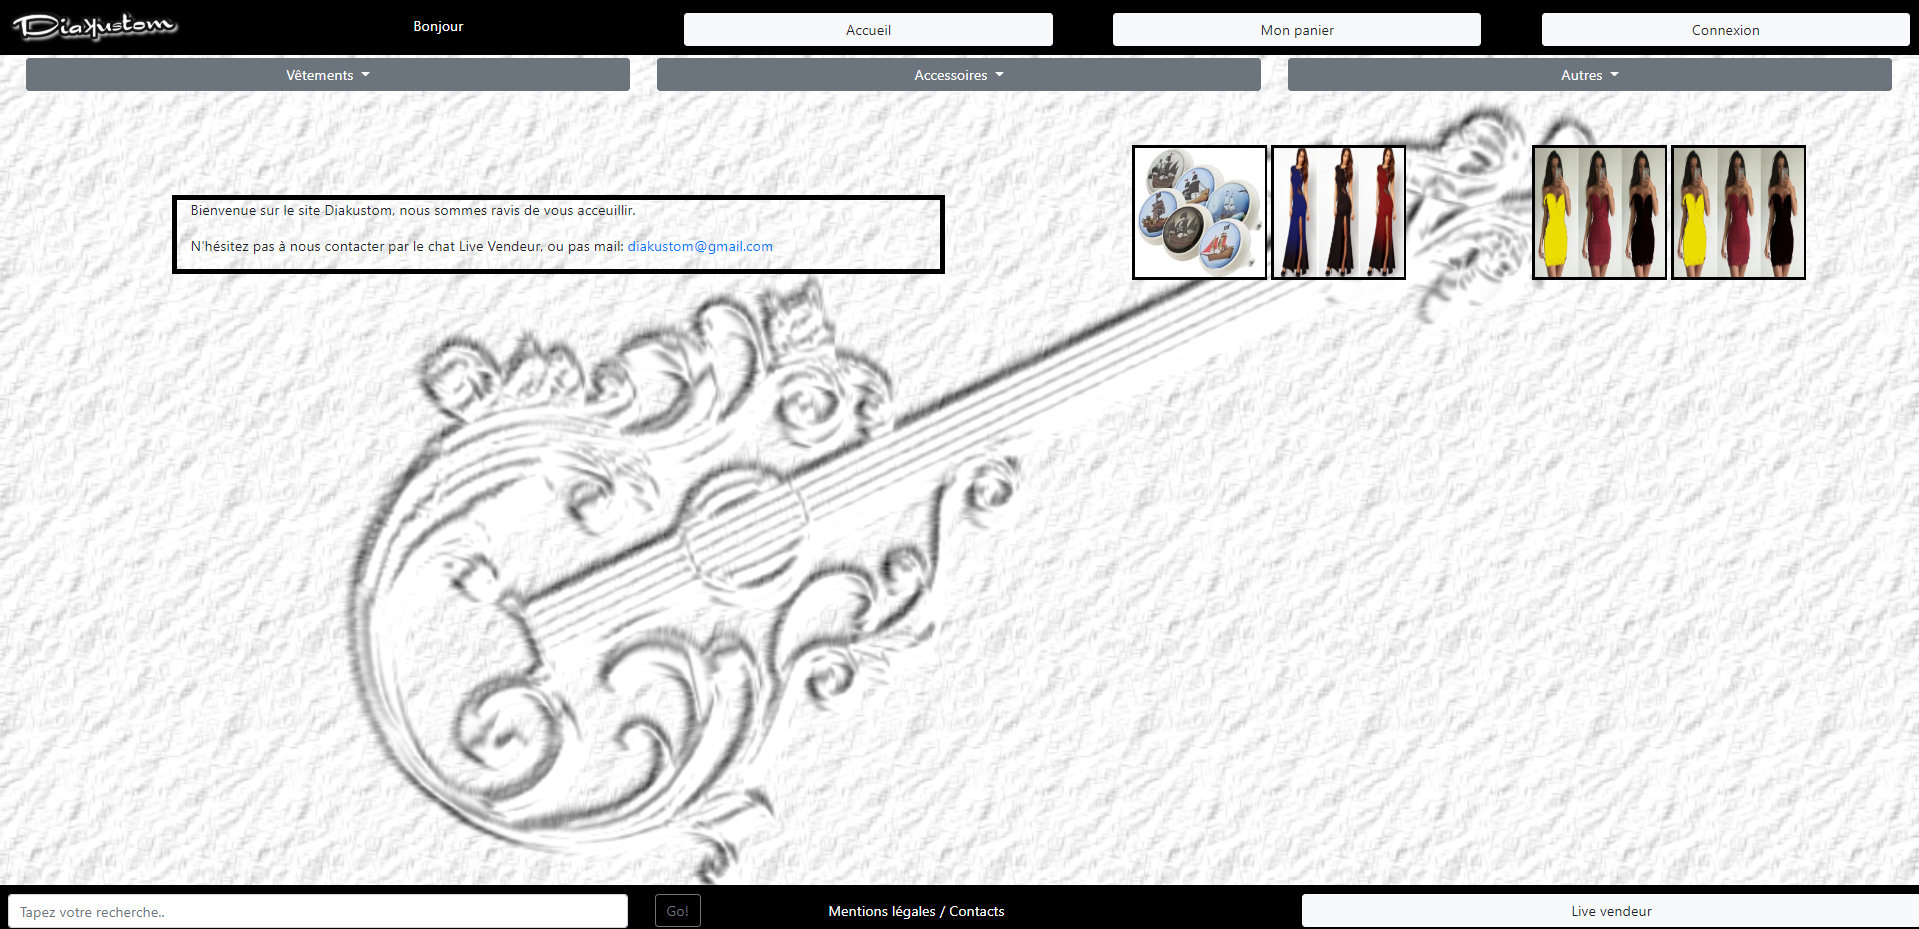 Diakustom
Bonjour
Accueil
Mon panier
Connexion
Vêtements
Accessoires
Autres
Bienvenue sur le site Diakustom, nous sommes ravis de vous acceuillir.
N'hésitez pas à nous contacter par le chat Live Vendeur, ou pas mail: diakustom@gmail.com
Tapez votre recherche..
Go!
Mentions légales / Contacts
Live vendeur